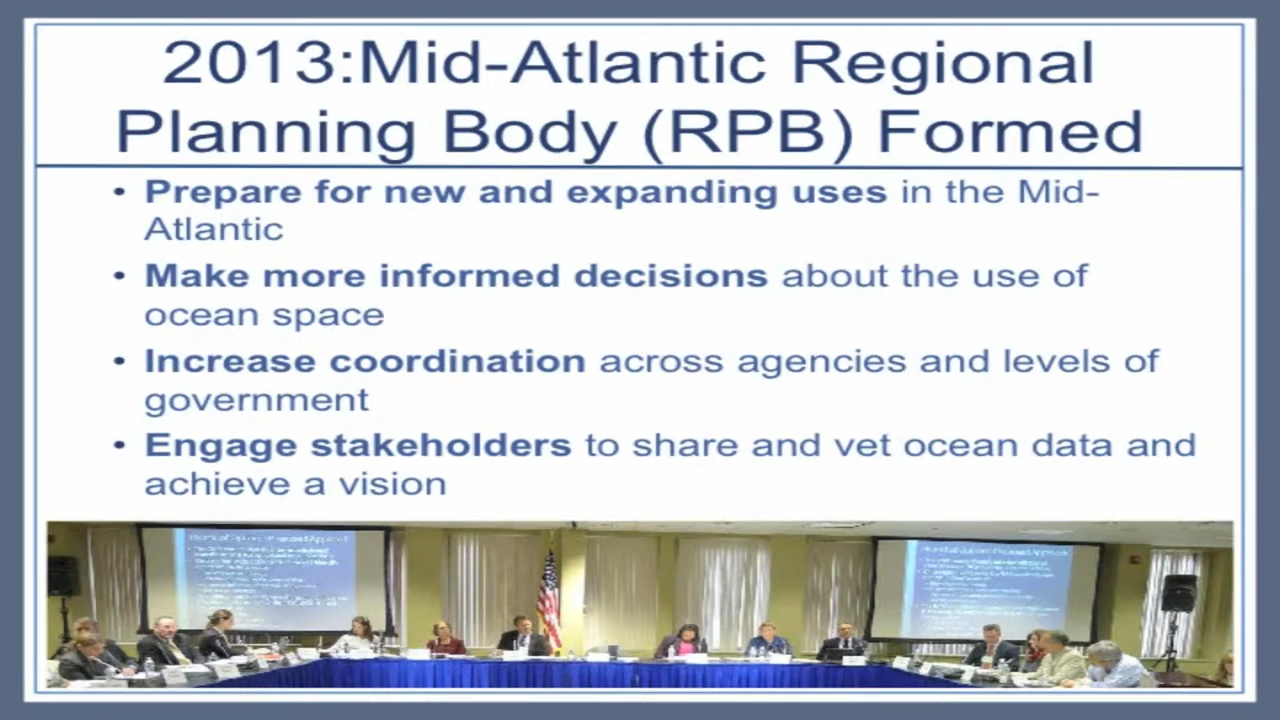 2013:Mid-Atlantic Regional
Planning Body (RPB) Formed
• Prepare for new and expanding uses in the Mid-
Atlantic
• Make more informed decisions about the use of
ocean space
• Increase coordination across agencies and levels of
government
• Engage stakeholders to share and vet ocean data and
achieve a vision